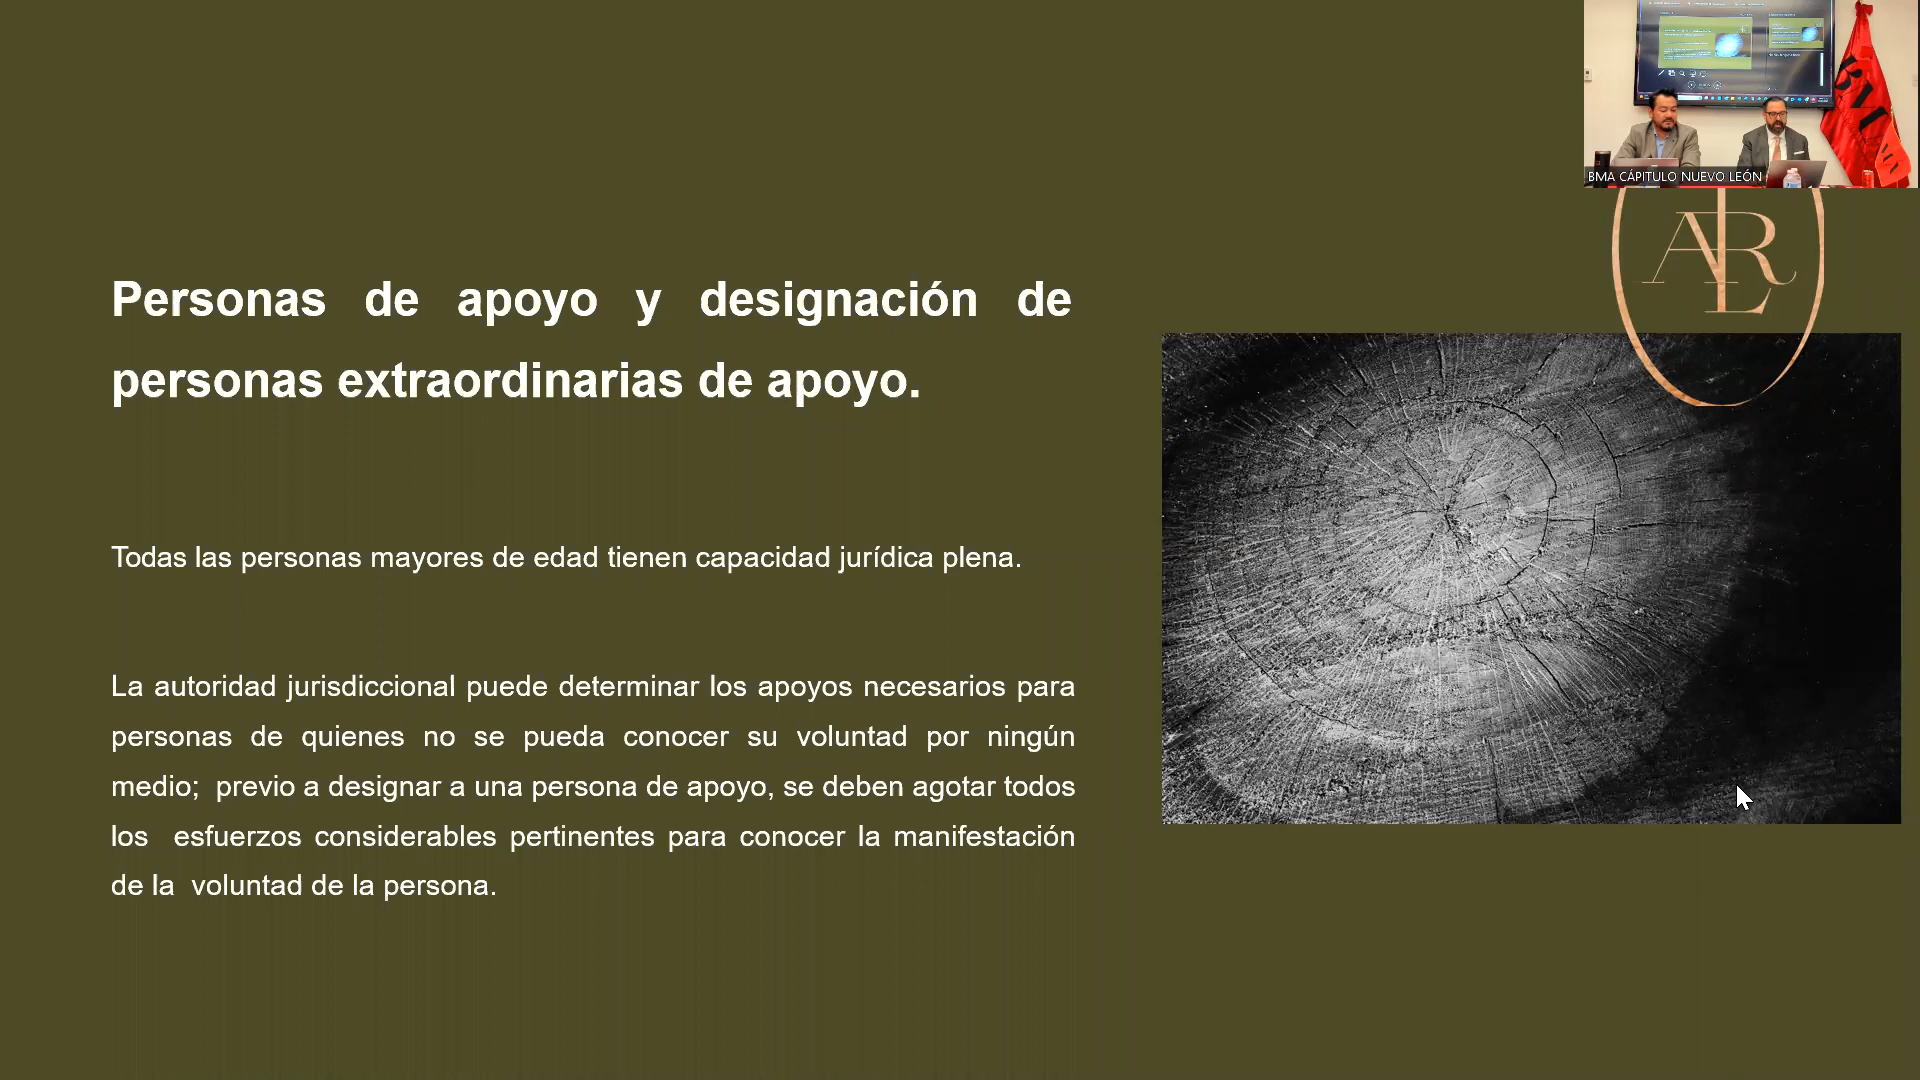 BMA CÁPITULO NUEVO LEÓN
ARL
Personas de apoyo y designación de
personas extraordinarias de apoyo.
Todas las personas mayores de edad tienen capacidad jurídica plena.
La autoridad jurisdiccional puede determinar los apoyos necesarios para
personas de quienes no se pueda conocer su voluntad por ningún
medio; previo a designar a una persona de apoyo, se deben agotar todos
los esfuerzos considerables pertinentes para conocer la manifestación
de la voluntad de la persona.